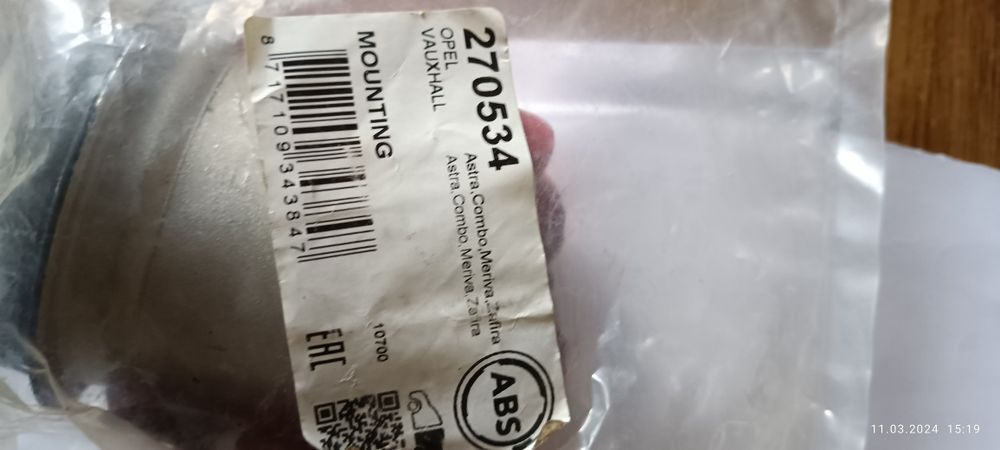 270534
OPEL Astra,Combo,Meriva,Zafira
VAUXHALL Astra,Combo,Meriva,Zafira
MOUNTING
10700
8 717109 343847
EAC
ABS
11.03.2024 15:19